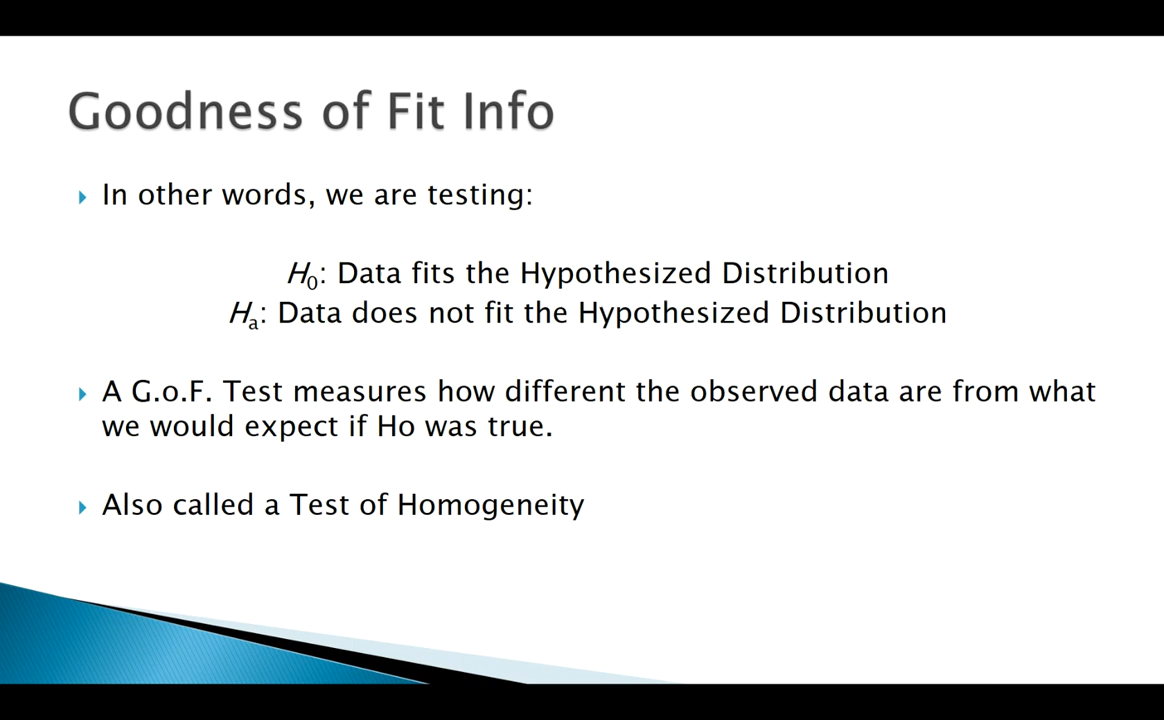 Goodness of Fit Info
In other words, we are testing:
H0: Data fits the Hypothesized Distribution
Ha: Data does not fit the Hypothesized Distribution
A G.o.F. Test measures how different the observed data are from what
we would expect if Ho was true.
Also called a Test of Homogeneity